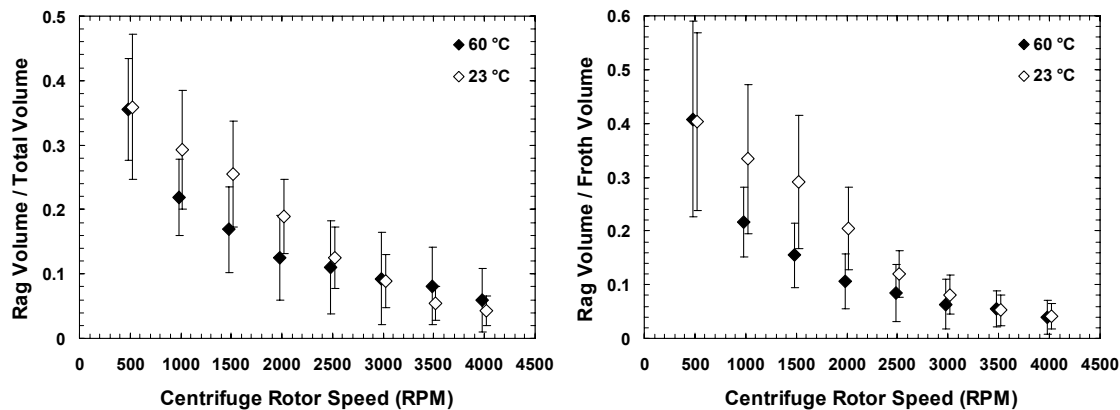 0.5
0.4
0.3
0.2
0.1
0
Rag Volume / Total Volume
60 °C
23 °C
0 500 1000 1500 2000 2500 3000 3500 4000 4500
Centrifuge Rotor Speed (RPM)
0.6
0.5
0.4
0.3
0.2
0.1
0
Rag Volume / Froth Volume
60 °C
23 °C
0 500 1000 1500 2000 2500 3000 3500 4000 4500
Centrifuge Rotor Speed (RPM)